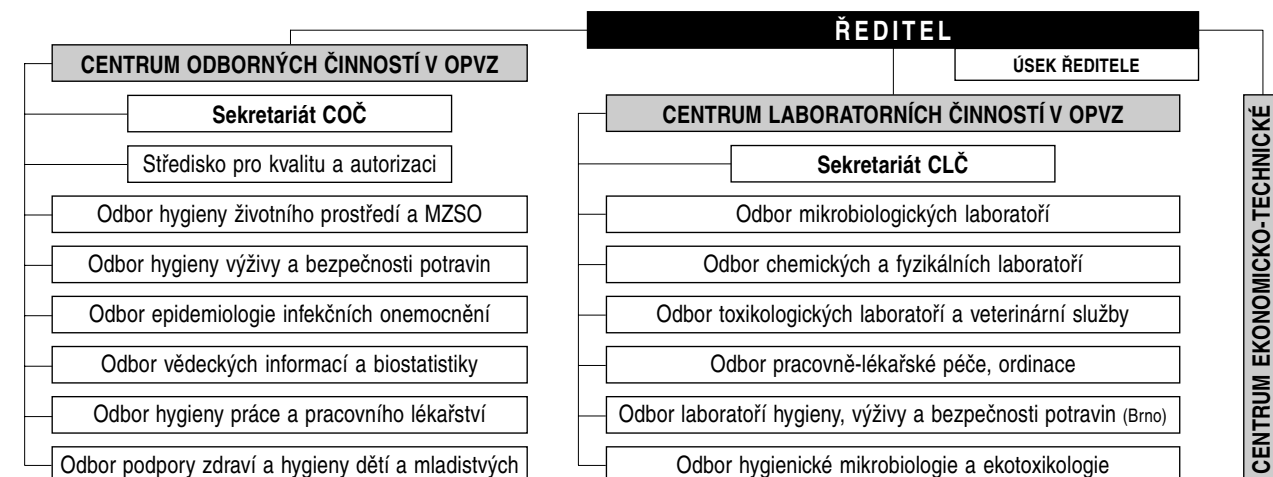 ŘEDITEL
ÚSEK ŘEDITELE
CENTRUM ODBORNÝCH ČINNOSTÍ V OPVZ
Sekretariát COČ
Středisko pro kvalitu a autorizaci
Odbor hygieny životního prostředí a MZSO
Odbor hygieny výživy a bezpečnosti potravin
Odbor epidemiologie infekčních onemocnění
Odbor vědeckých informací a biostatistiky
Odbor hygieny práce a pracovního lékařství
Odbor podpory zdraví a hygieny dětí a mladistvých
CENTRUM LABORATORNÍCH ČINNOSTÍ V OPVZ
Sekretariát CLČ
Odbor mikrobiologických laboratoří
Odbor chemických a fyzikálních laboratoří
Odbor toxikologických laboratoří a veterinární služby
Odbor pracovně-lékařské péče, ordinace
Odbor laboratoří hygieny, výživy a bezpečnosti potravin (Brno)
Odbor hygienické mikrobiologie a ekotoxikologie
CENTRUM EKONOMICKO-TECHNICKÉ